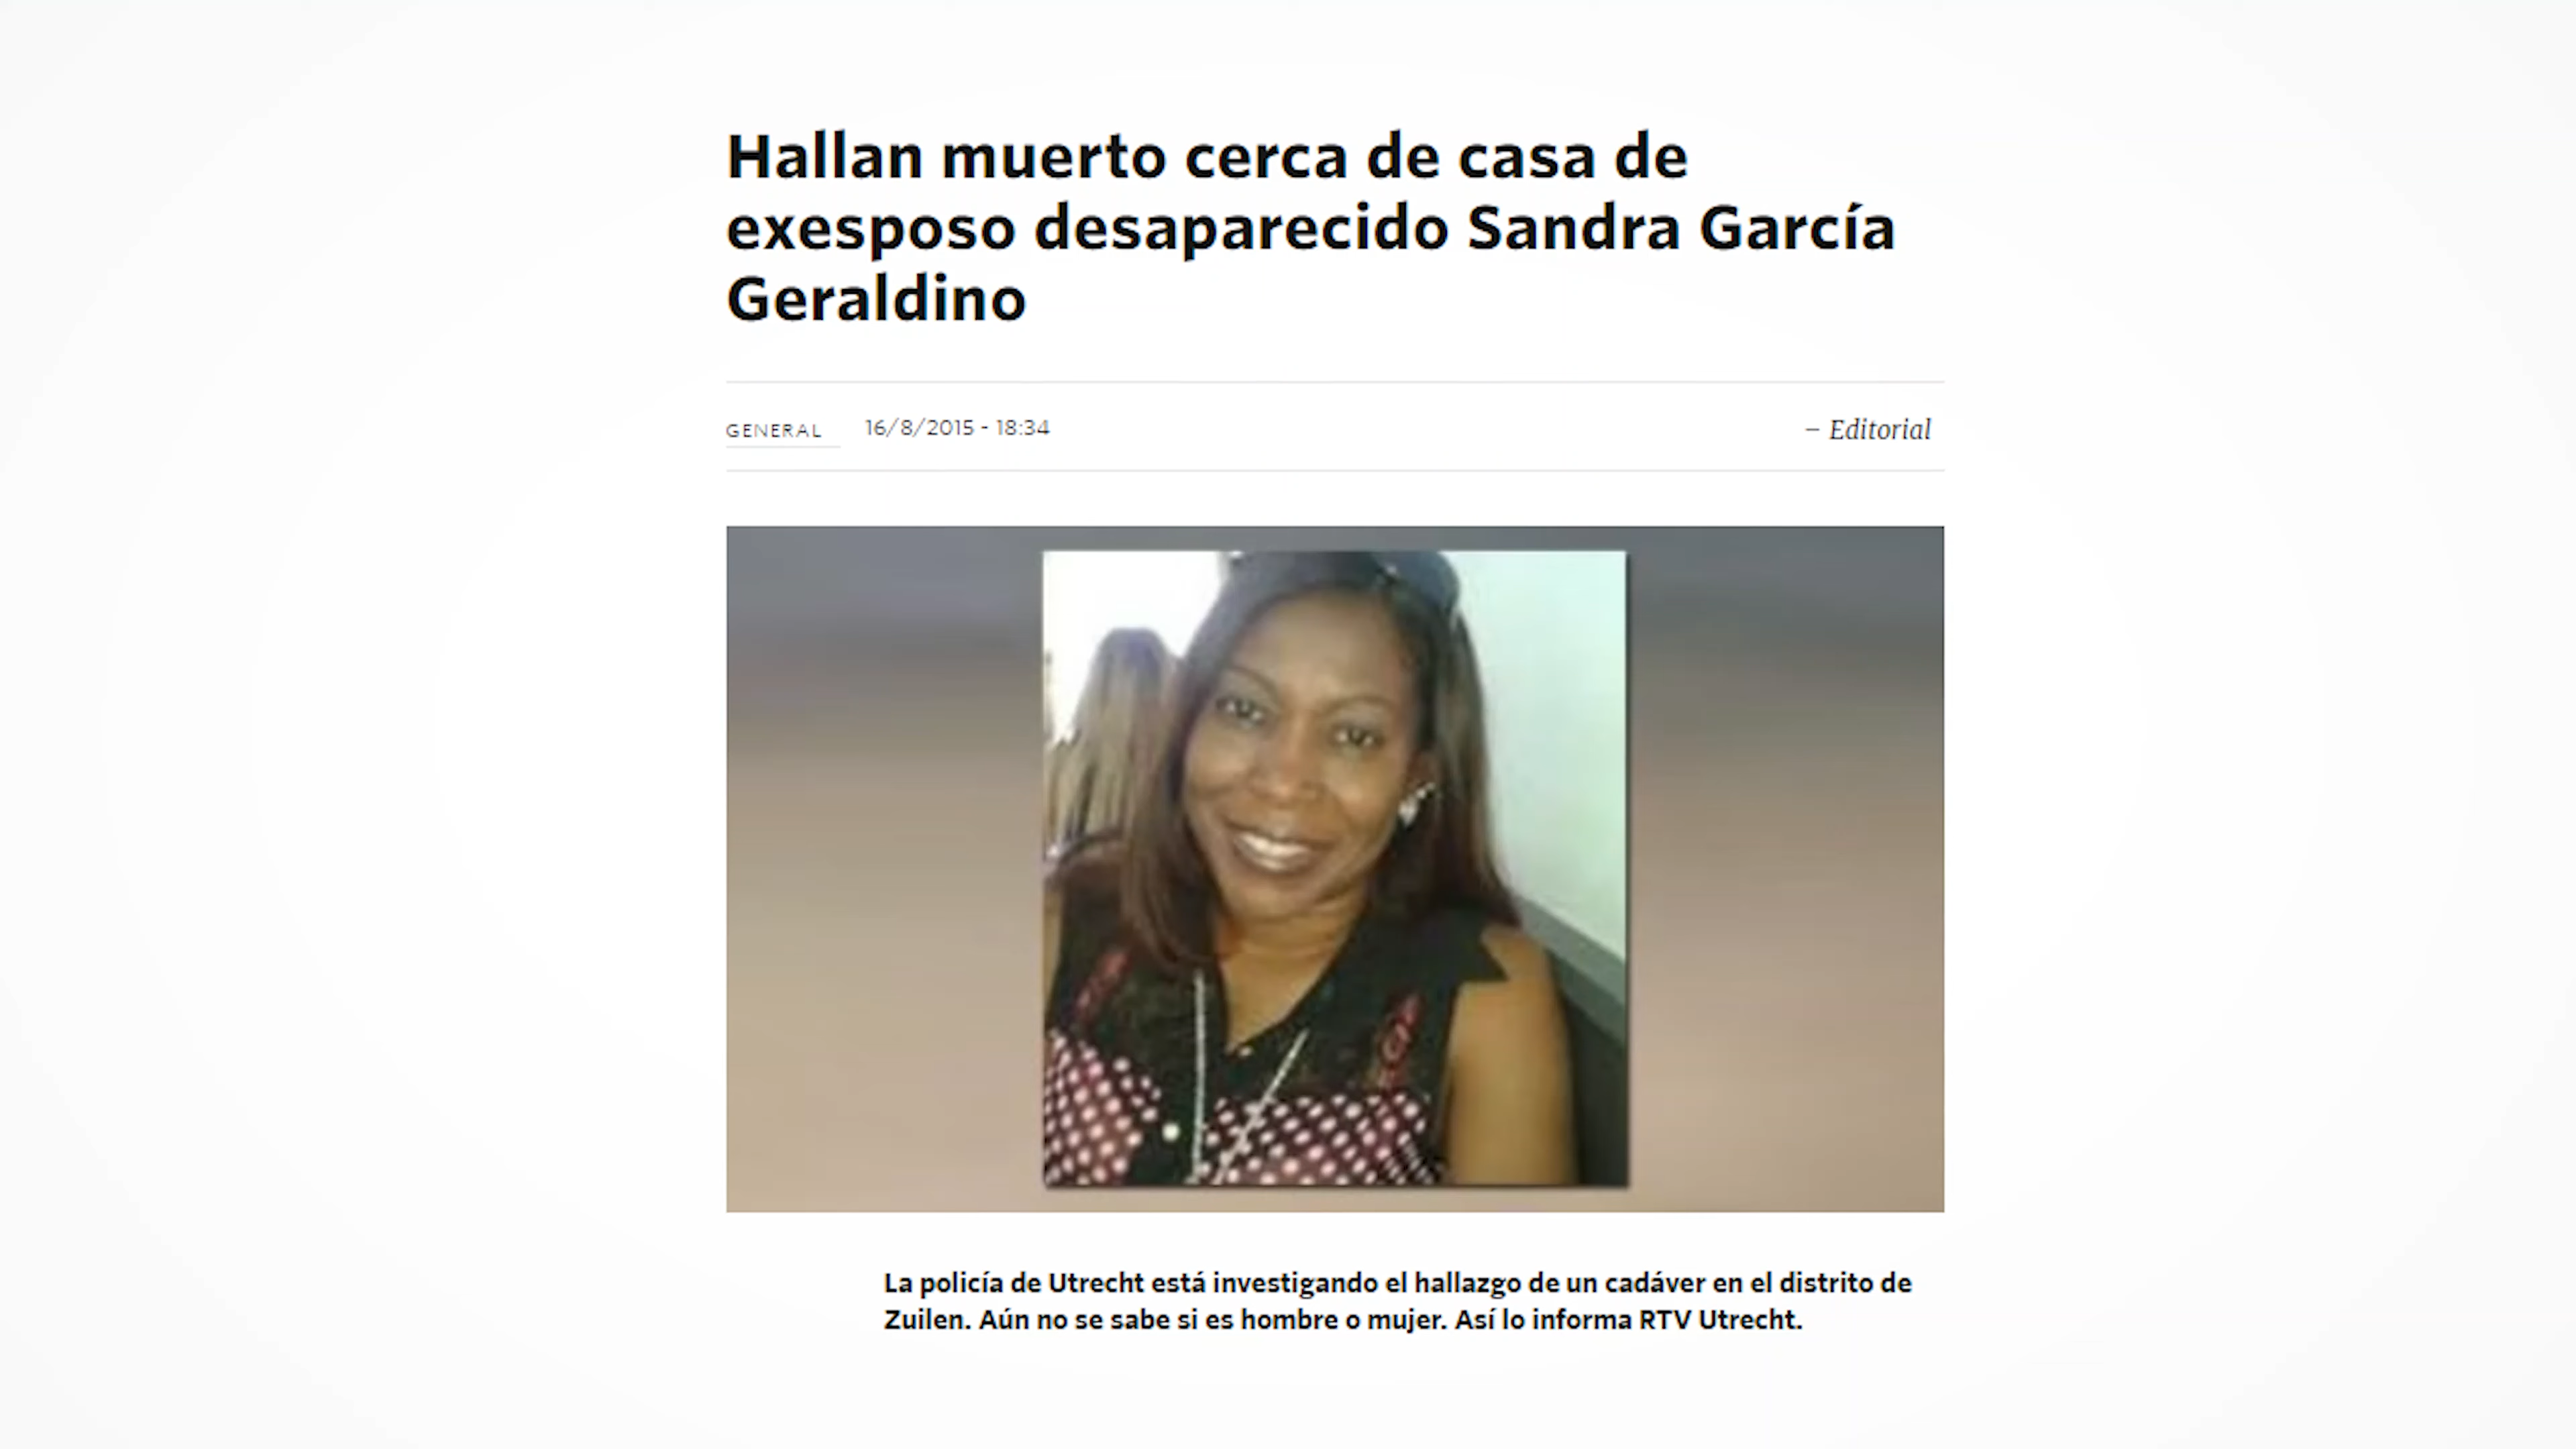 Hallan muerto cerca de casa de
exesposo desaparecido Sandra García
Geraldino
GENERAL 16/8/2015 - 18:34 – Editorial
La policía de Utrecht está investigando el hallazgo de un cadáver en el distrito de
Zuilen. Aún no se sabe si es hombre o mujer. Así lo informa RTV Utrecht.